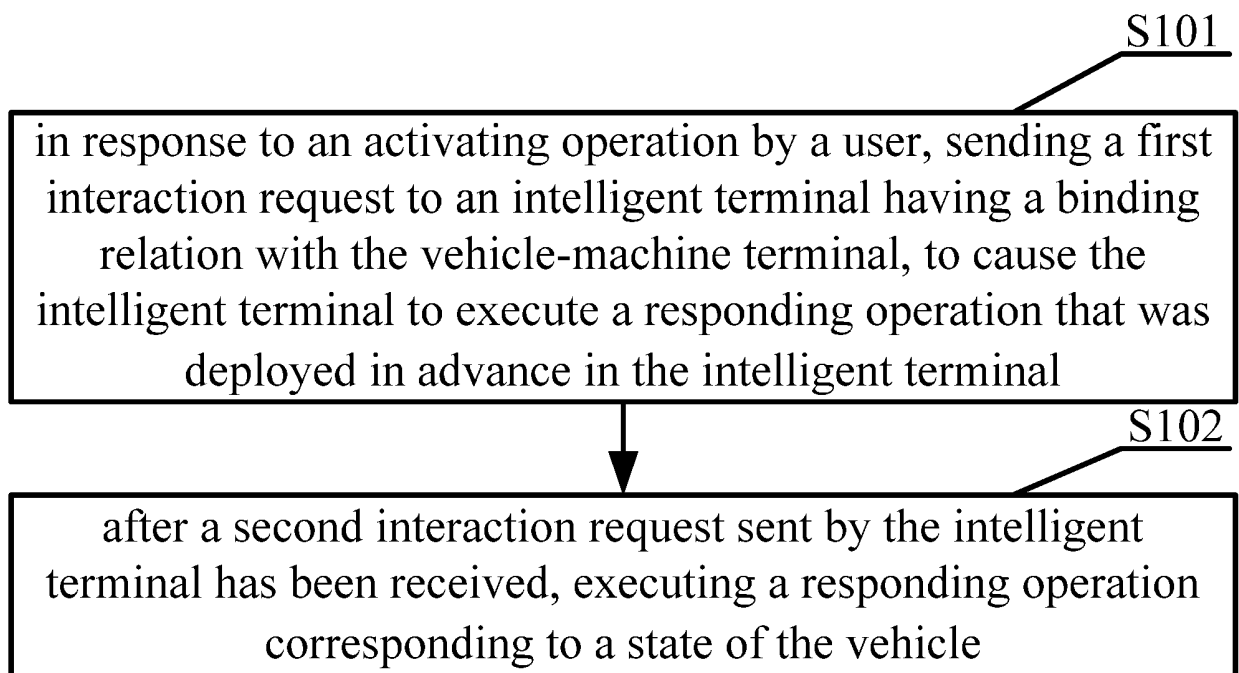 S101
in response to an activating operation by a user, sending a first
interaction request to an intelligent terminal having a binding
relation with the vehicle-machine terminal, to cause the
intelligent terminal to execute a responding operation that was
deployed in advance in the intelligent terminal
S102
after a second interaction request sent by the intelligent
terminal has been received, executing a responding operation
corresponding to a state of the vehicle